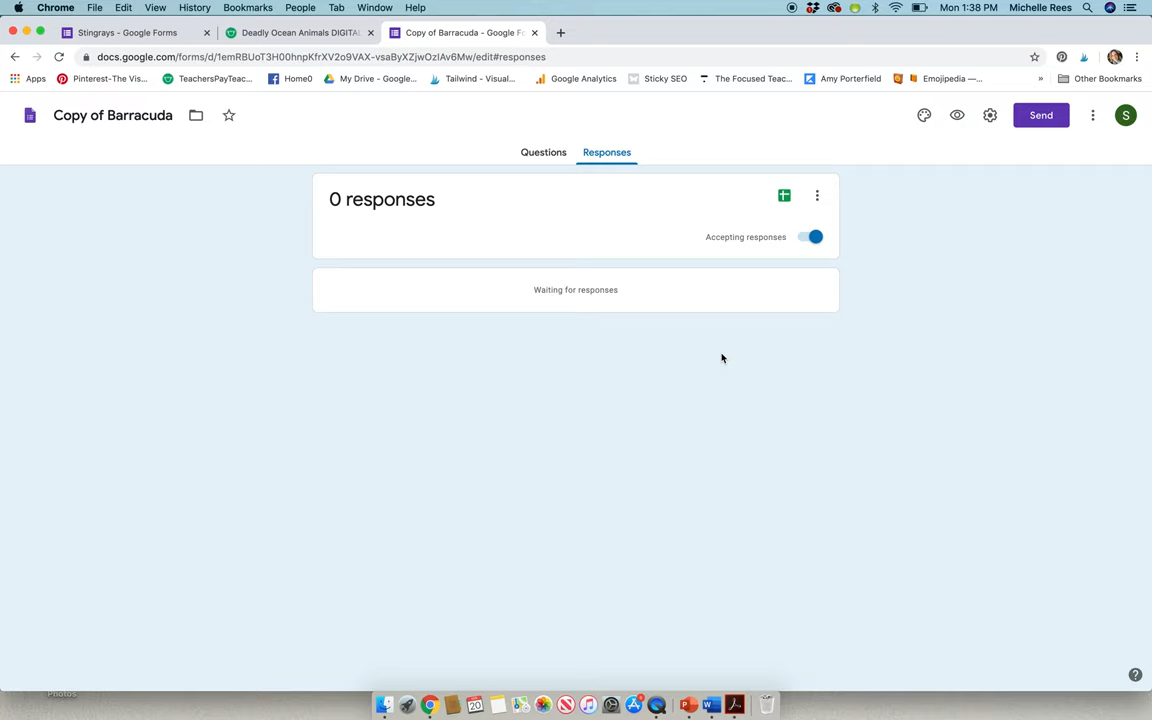 Chrome File Edit View History Bookmarks People Tab Window Help Mon 1:38 PM Michelle Rees
Stingrays - Google Forms Deadly Ocean Animals DIGITAL Copy of Barracuda - Google Fo
docs.google.com/forms/d/1emRBUoT3H00hnpKfrXV2o9VAX-vsaByXZjwOzIAv6Mw/edit#responses
Apps Pinterest-The Vis... TeachersPayTeac... Home0 My Drive - Google... Tailwind - Visual... Google Analytics Sticky SEO The Focused Teac... Amy Porterfield Emojipedia —... » Other Bookmarks
Copy of Barracuda Send S
Questions Responses
0 responses
Accepting responses
Waiting for responses
Photos